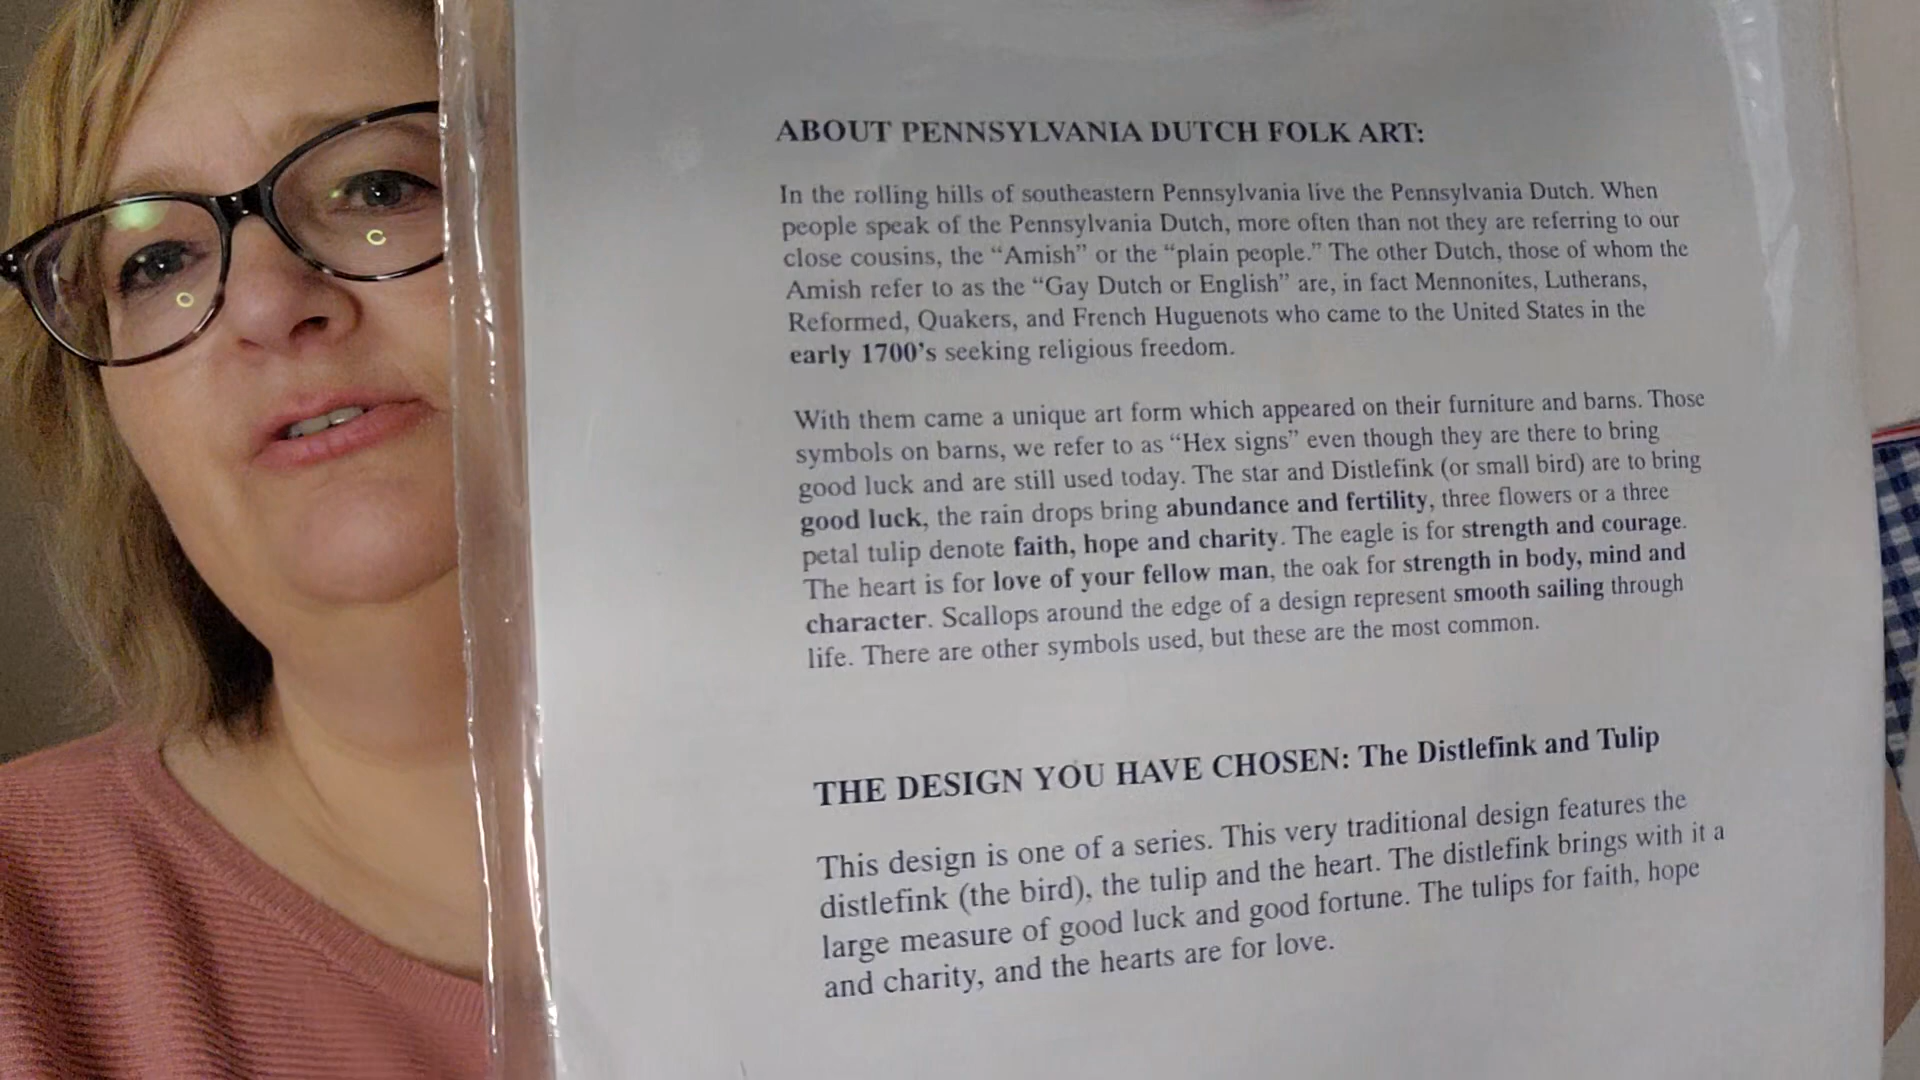 ABOUT PENNSYLVANIA DUTCH FOLK ART:
In the rolling hills of southeastern Pennsylvania live the Pennsylvania Dutch. When
people speak of the Pennsylvania Dutch, more often than not they are referring to our
close cousins, the “Amish” or the “plain people.” The other Dutch, those of whom the
Amish refer to as the “Gay Dutch or English” are, in fact Mennonites, Lutherans,
Reformed, Quakers, and French Huguenots who came to the United States in the
early 1700’s seeking religious freedom.
With them came a unique art form which appeared on their furniture and barns. Those
symbols on barns, we refer to as “Hex signs” even though they are there to bring
good luck and are still used today. The star and Distlefink (or small bird) are to bring
good luck, the rain drops bring abundance and fertility, three flowers or a three
petal tulip denote faith, hope and charity. The eagle is for strength and courage.
The heart is for love of your fellow man, the oak for strength in body, mind and
character. Scallops around the edge of a design represent smooth sailing through
life. There are other symbols used, but these are the most common.
THE DESIGN YOU HAVE CHOSEN: The Distlefink and Tulip
This design is one of a series. This very traditional design features the
distlefink (the bird), the tulip and the heart. The distlefink brings with it a
large measure of good luck and good fortune. The tulips for faith, hope
and charity, and the hearts are for love.